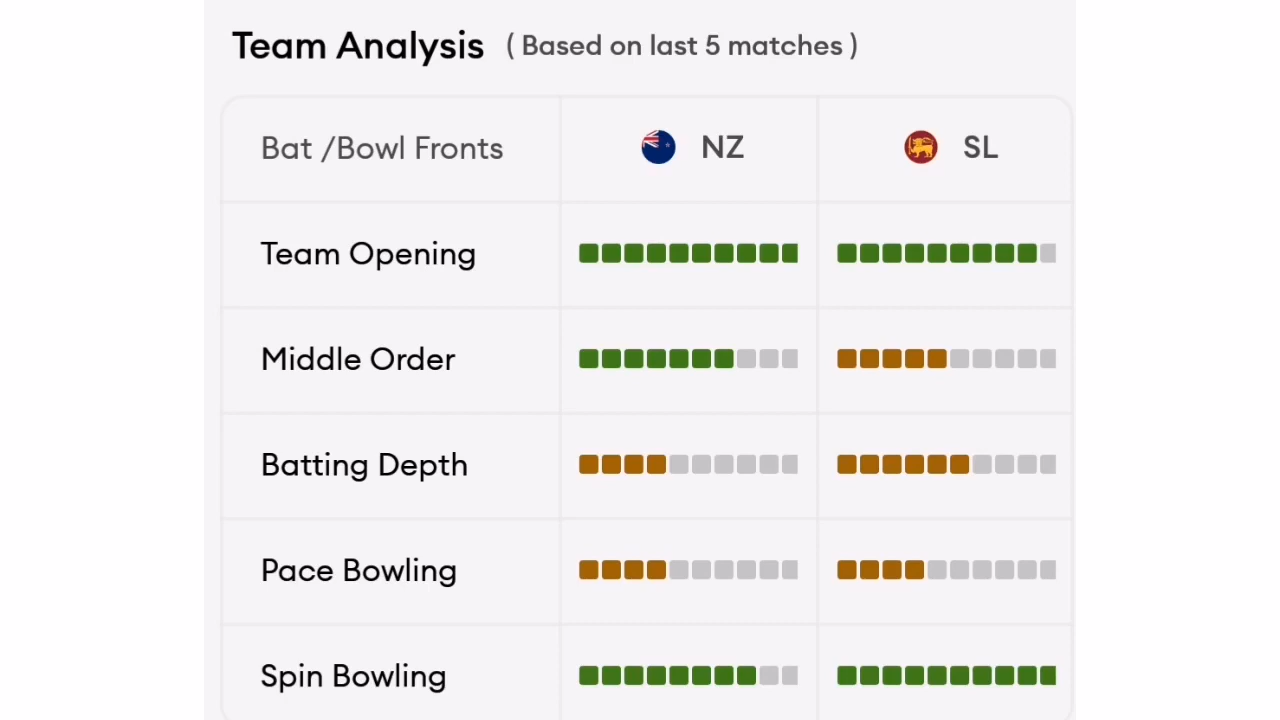 Team Analysis ( Based on last 5 matches )
Bat /Bowl Fronts NZ SL
Team Opening
Middle Order
Batting Depth
Pace Bowling
Spin Bowling